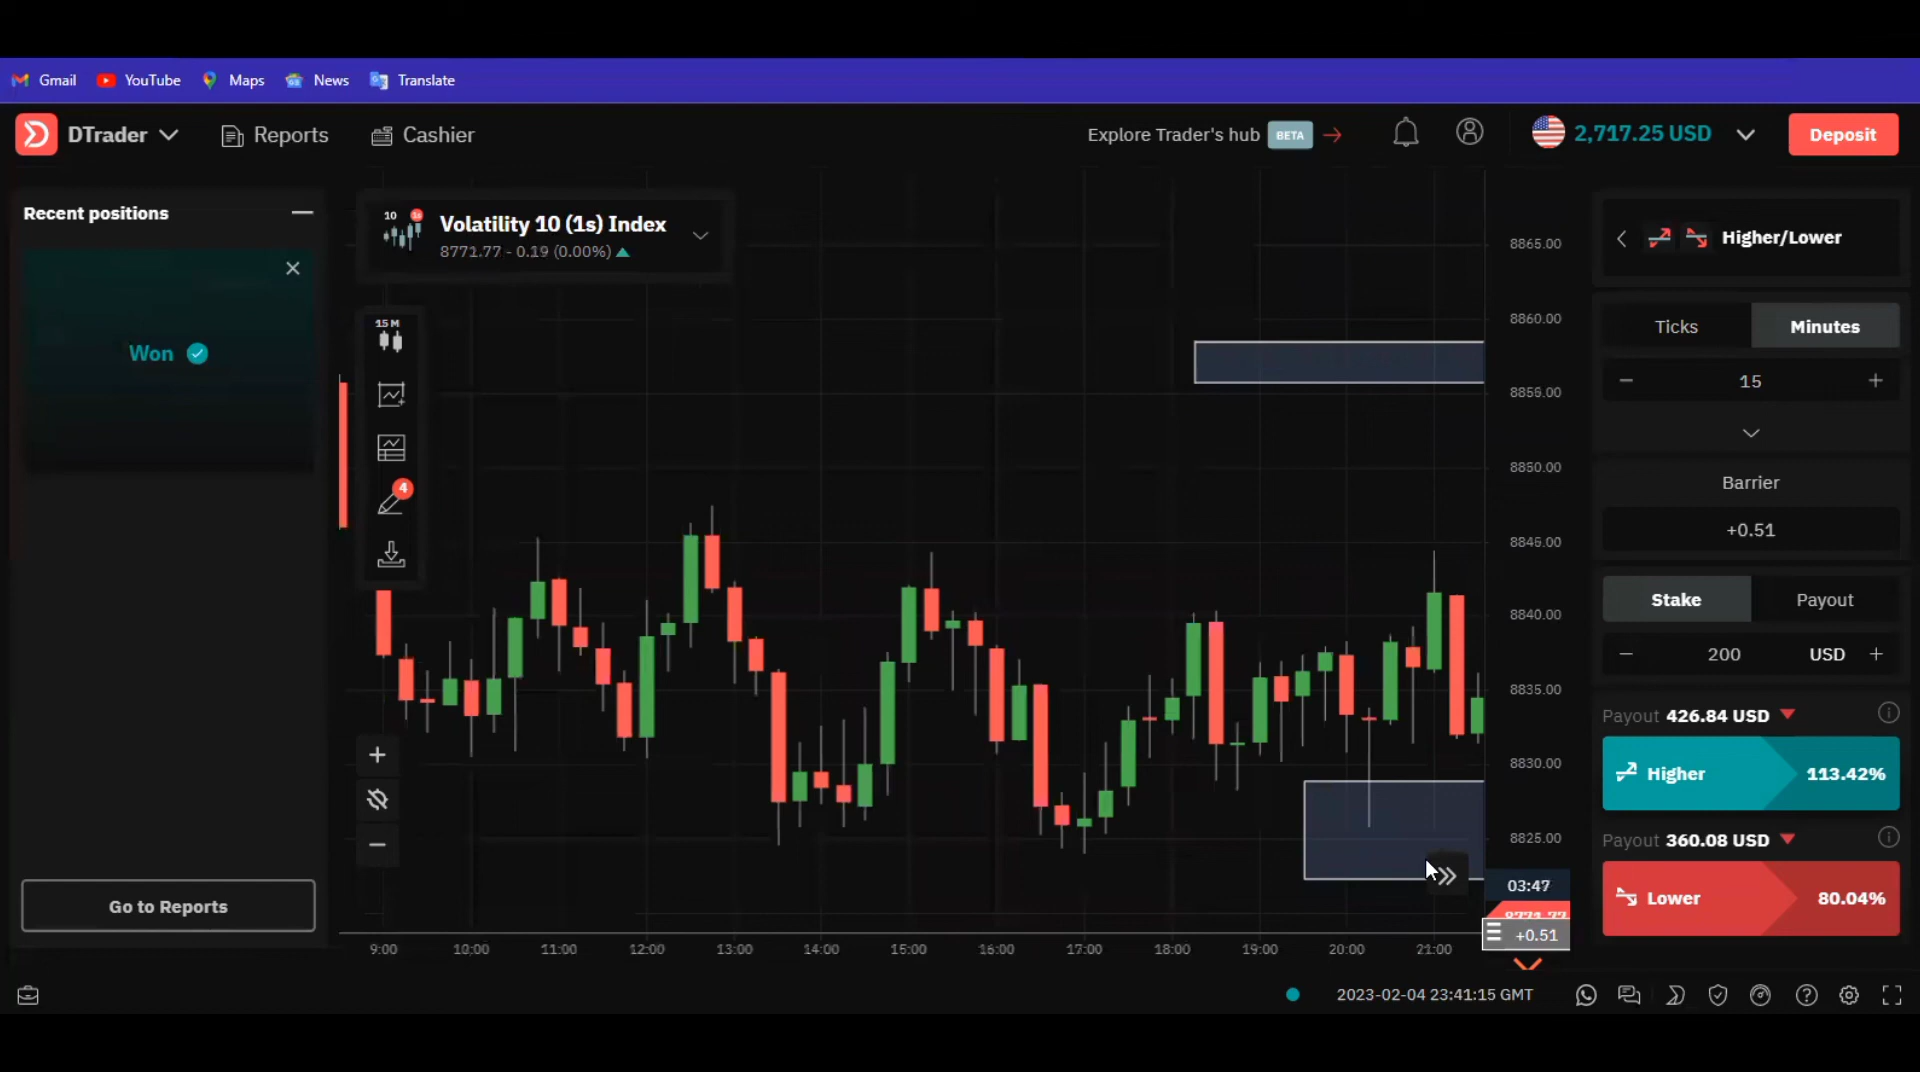 Gmail YouTube Maps News Translate
DTrader Reports Cashier Explore Trader's hub BETA 2,717.25 USD Deposit
Recent positions
Won
Go to Reports
10 1s
Volatility 10 (1s) Index
8771.77 - 0.19 (0.00%)
15 M
4
8865.00
8860.00
8855.00
8850.00
8845.00
8840.00
8835.00
8830.00
8825.00
03:47
8771.77
+0.51
9:00 10:00 11:00 12:00 13:00 14:00 15:00 16:00 17:00 18:00 19:00 20:00 21:00
Higher/Lower
Ticks Minutes
15
Barrier
+0.51
Stake Payout
200 USD
Payout 426.84 USD
Higher 113.42%
Payout 360.08 USD
Lower 80.04%
2023-02-04 23:41:15 GMT